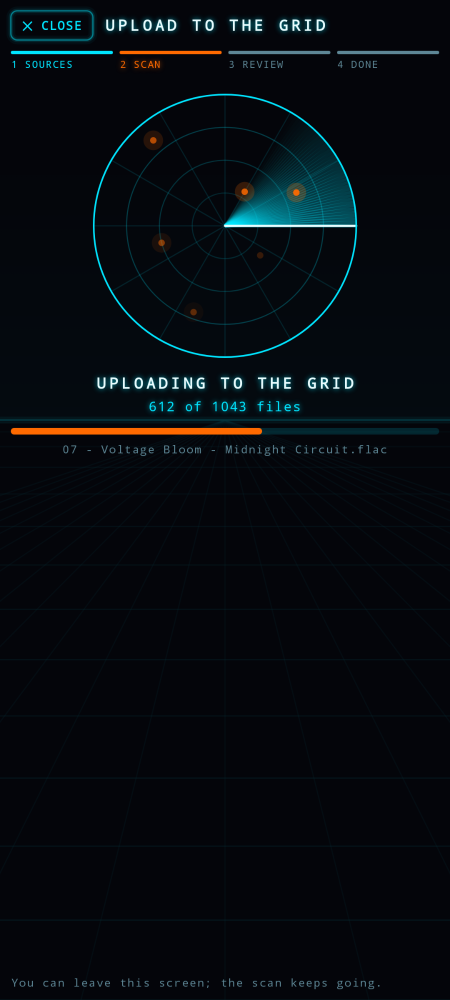 CLOSE UPLOAD TO THE GRID
1 SOURCES 2 SCAN 3 REVIEW 4 DONE
UPLOADING TO THE GRID
612 of 1043 files
07 - Voltage Bloom - Midnight Circuit.flac
You can leave this screen; the scan keeps going.